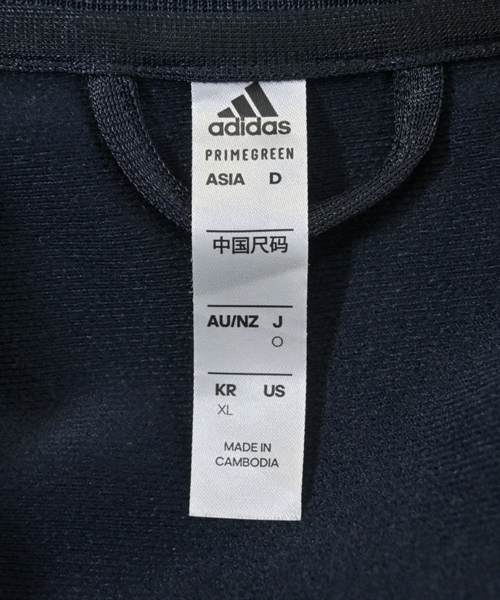 adidas
PRIMEGREEN
ASIA D
中国尺码
AU/NZ J
O
KR US
XL
MADE IN
CAMBODIA